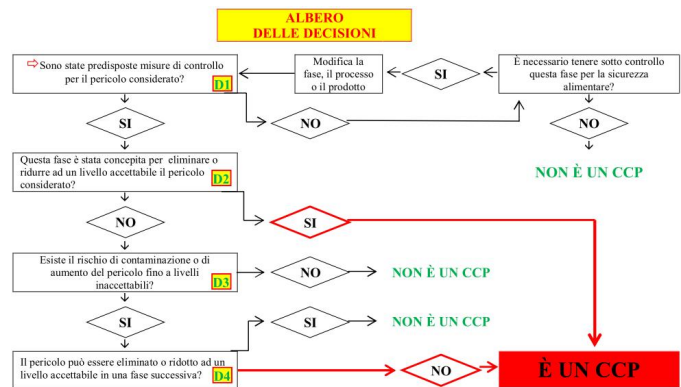 ALBERO
DELLE DECISIONI
⇨Sono state predisposte misure di controllo
per il pericolo considerato?
D1
Modifica la
fase, il processo
o il prodotto
SI
È necessario tenere sotto controllo
questa fase per la sicurezza
alimentare?
SI
NO
NO
NON È UN CCP
Questa fase è stata concepita per eliminare o
ridurre ad un livello accettabile il pericolo
considerato?
D2
NO
SI
Esiste il rischio di contaminazione o di
aumento del pericolo fino a livelli
inaccettabili?
D3
NO
NON È UN CCP
SI
SI
NON È UN CCP
Il pericolo può essere eliminato o ridotto ad un
livello accettabile in una fase successiva?
D4
NO
È UN CCP